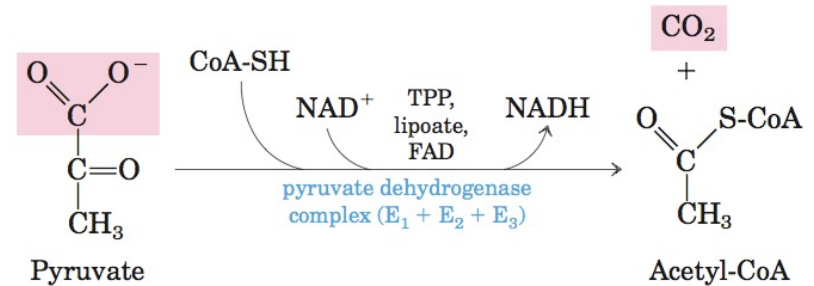 CO₂
+
O O⁻
C
C=O
CH₃
Pyruvate
CoA-SH
NAD⁺
TPP,
lipoate,
FAD
NADH
pyruvate dehydrogenase
complex (E₁ + E₂ + E₃)
O S-CoA
C
CH₃
Acetyl-CoA